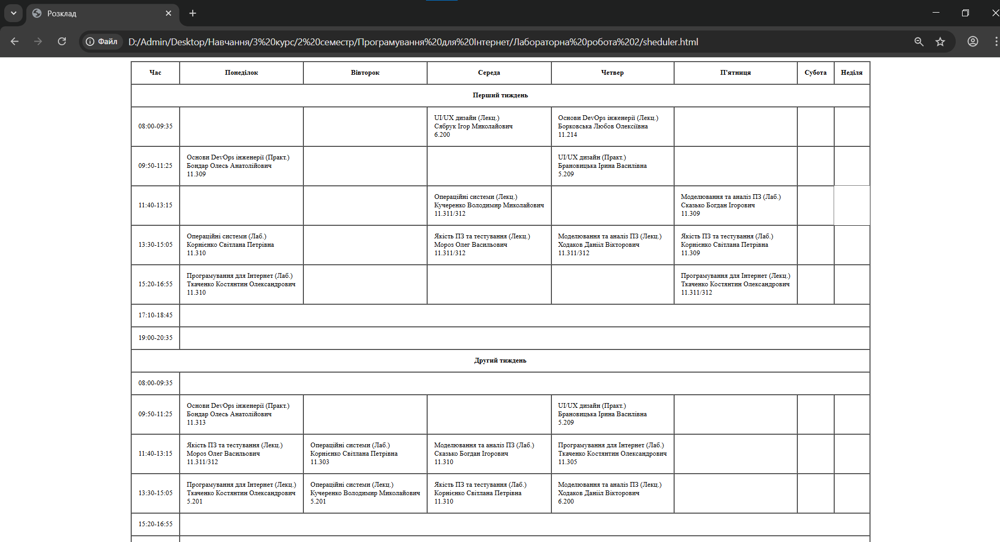 Розклад
Файл
D:/Admin/Desktop/Навчання/3%20курс/2%20семестр/Програмування%20для%20Інтернет/Лабораторна%20робота%202/sheduler.html
Час Понеділок Вівторок Середа Четвер П'ятниця Субота Неділя
Перший тиждень
08:00-09:35
UI/UX дизайн (Лекц.)
Сябрук Ігор Миколайович
6.200
Основи DevOps інженерії (Лекц.)
Борковська Любов Олексіївна
11.214
09:50-11:25
Основи DevOps інженерії (Практ.)
Бондар Олесь Анатолійович
11.309
UI/UX дизайн (Практ.)
Брановицька Ірина Василівна
5.209
11:40-13:15
Операційні системи (Лекц.)
Кучеренко Володимир Миколайович
11.311/312
Моделювання та аналіз ПЗ (Лаб.)
Сказько Богдан Ігорович
11.309
13:30-15:05
Операційні системи (Лаб.)
Корнієнко Світлана Петрівна
11.310
Якість ПЗ та тестування (Лекц.)
Мороз Олег Васильович
11.311/312
Моделювання та аналіз ПЗ (Лекц.)
Ходаков Данііл Вікторович
11.311/312
Якість ПЗ та тестування (Лаб.)
Корнієнко Світлана Петрівна
11.309
15:20-16:55
Програмування для Інтернет (Лаб.)
Ткаченко Костянтин Олександрович
11.310
Програмування для Інтернет (Лекц.)
Ткаченко Костянтин Олександрович
11.311/312
17:10-18:45
19:00-20:35
Другий тиждень
08:00-09:35
09:50-11:25
Основи DevOps інженерії (Практ.)
Бондар Олесь Анатолійович
11.313
UI/UX дизайн (Практ.)
Брановицька Ірина Василівна
5.209
11:40-13:15
Якість ПЗ та тестування (Лекц.)
Мороз Олег Васильович
11.311/312
Операційні системи (Лаб.)
Корнієнко Світлана Петрівна
11.303
Моделювання та аналіз ПЗ (Лаб.)
Сказько Богдан Ігорович
11.310
Програмування для Інтернет (Лаб.)
Ткаченко Костянтин Олександрович
11.305
13:30-15:05
Програмування для Інтернет (Лекц.)
Ткаченко Костянтин Олександрович
5.201
Операційні системи (Лекц.)
Кучеренко Володимир Миколайович
5.201
Якість ПЗ та тестування (Лаб.)
Корнієнко Світлана Петрівна
11.310
Моделювання та аналіз ПЗ (Лекц.)
Ходаков Данііл Вікторович
6.200
15:20-16:55